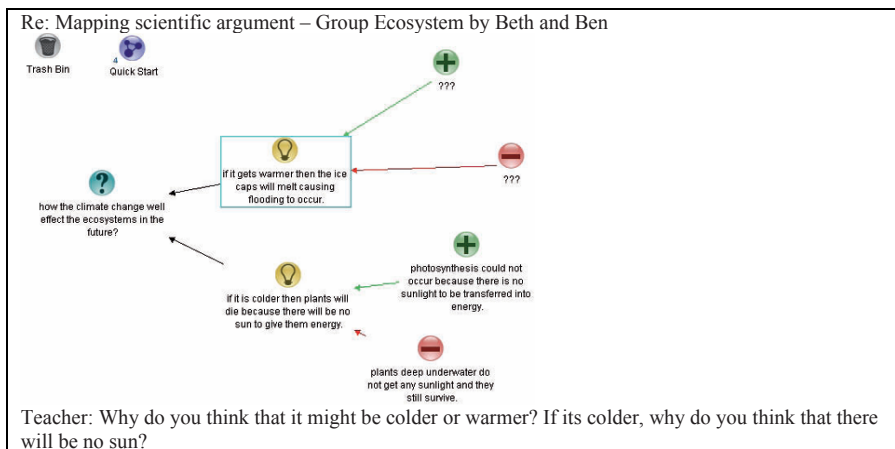 Re: Mapping scientific argument – Group Ecosystem by Beth and Ben
Trash Bin
4
Quick Start
???
if it gets warmer then the ice
caps will melt causing
flooding to occur.
???
how the climate change well
effect the ecosystems in the
future?
photosynthesis could not
occur because there is no
sunlight to be transferred into
energy.
if it is colder then plants will
die because there will be no
sun to give them energy.
plants deep underwater do
not get any sunlight and they
still survive.
Teacher: Why do you think that it might be colder or warmer? If its colder, why do you think that there
will be no sun?